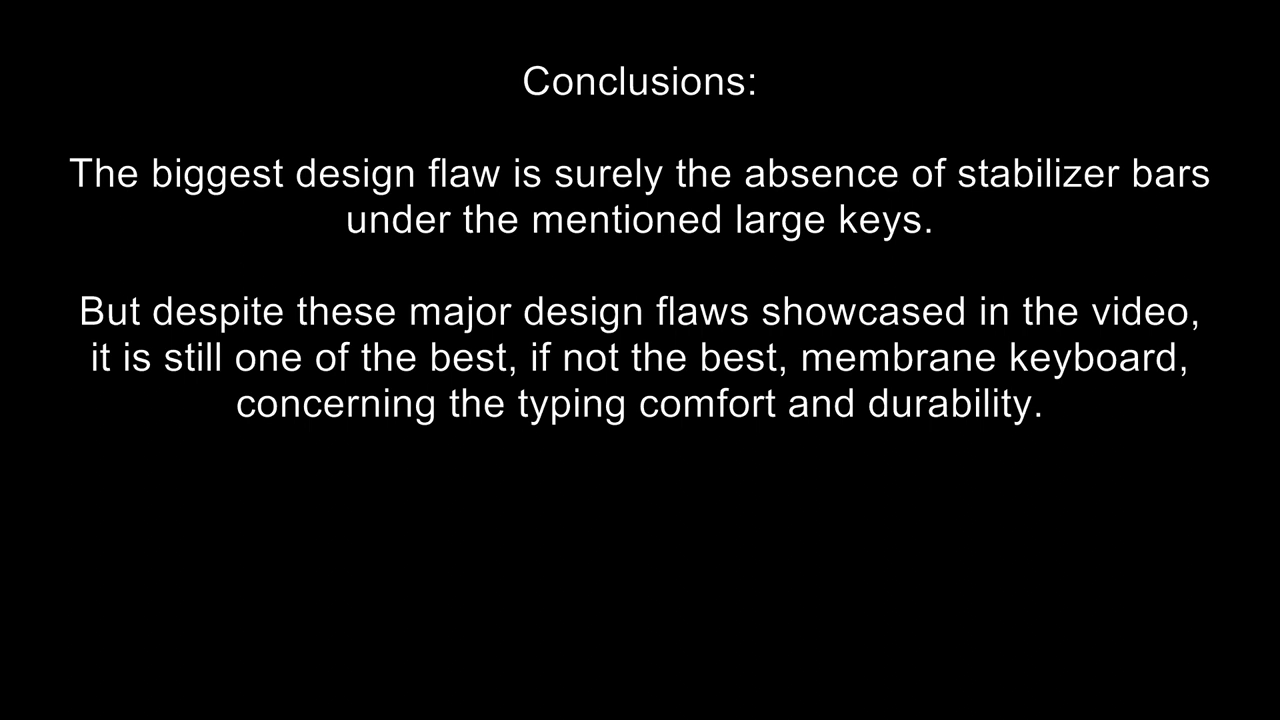 Conclusions:
The biggest design flaw is surely the absence of stabilizer bars
under the mentioned large keys.
But despite these major design flaws showcased in the video,
it is still one of the best, if not the best, membrane keyboard,
concerning the typing comfort and durability.